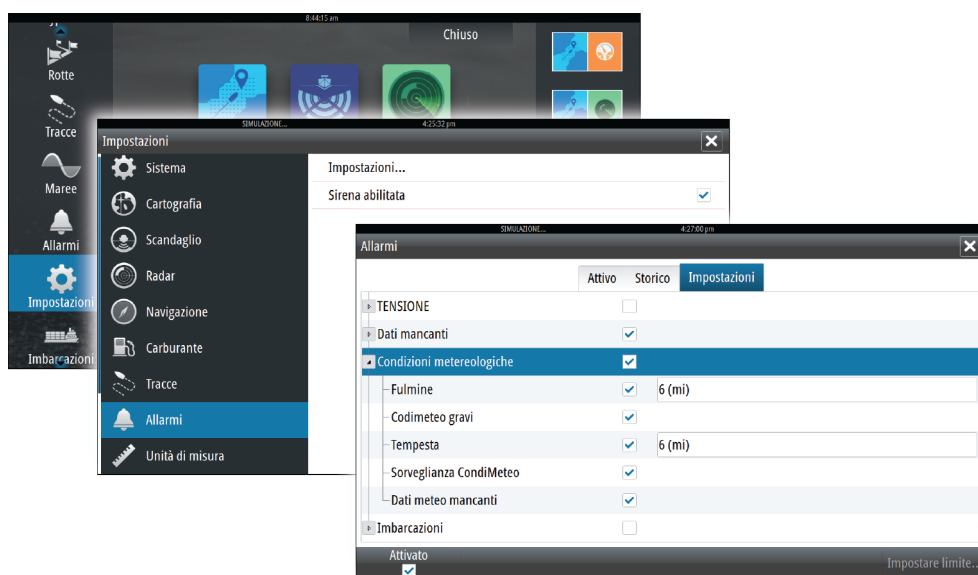 8:44:15 am
Chiuso
Rotte
Tracce
Maree
Allarmi
Impostazioni
Imbarcazioni
SIMULAZIONE... 4:25:32 pm
Impostazioni
Sistema
Cartografia
Scandaglio
Radar
Navigazione
Carburante
Tracce
Allarmi
Unità di misura
Impostazioni...
Sirena abilitata
SIMULAZIONE... 4:27:00 pm
Allarmi
Attivo Storico Impostazioni
TENSIONE
Dati mancanti
Condizioni metereologiche
Fulmine 6 (mi)
Codimeteo gravi
Tempesta 6 (mi)
Sorveglianza CondiMeteo
Dati meteo mancanti
Imbarcazioni
Attivato
Impostare limite..